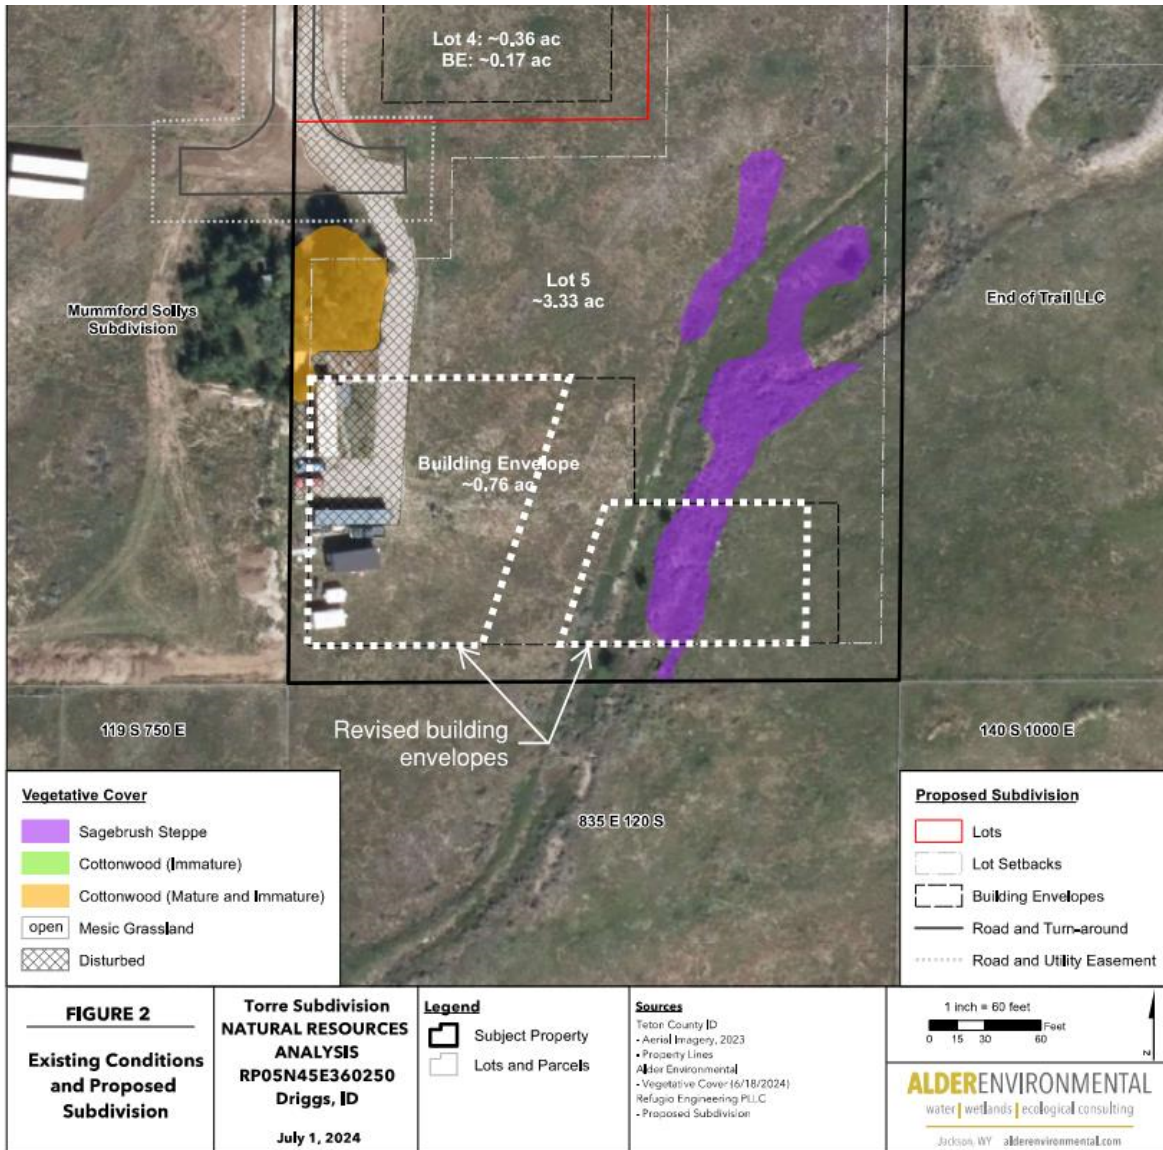 Lot 4: ~0.36 ac
BE: ~0.17 ac
Lot 5
~3.33 ac
Mummford Sollys
Subdivision
End of Trail LLC
Building Envelope
~0.76 ac
Revised building
envelopes
119 S 750 E
140 S 1000 E
835 E 120 S
Vegetative Cover
Sagebrush Steppe
Cottonwood (Immature)
Cottonwood (Mature and Immature)
open Mesic Grassland
Disturbed
Proposed Subdivision
Lots
Lot Setbacks
Building Envelopes
Road and Turn-around
Road and Utility Easement
FIGURE 2
Existing Conditions
and Proposed
Subdivision
Torre Subdivision
NATURAL RESOURCES
ANALYSIS
RP05N45E360250
Driggs, ID
July 1, 2024
Legend
Subject Property
Lots and Parcels
Sources
Teton County ID
- Aerial Imagery, 2023
- Property Lines
Alder Environmental
- Vegetative Cover (6/18/2024)
Refugio Engineering PLLC
- Proposed Subdivision
1 inch = 60 feet
Feet
0 15 30 60
N
ALDERENVIRONMENTAL
water | wetlands | ecological consulting
Jackson, WY alderenvironmental.com